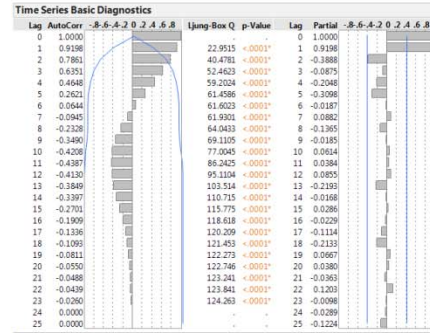 Time Series Basic Diagnostics
Lag AutoCorr -.8-.6-.4-.2 0 .2 .4 .6 .8 Ljung-Box Q p-Value Lag Partial -.8-.6-.4-.2 0 .2 .4 .6 .8
0 1.0000 . . 0 1.0000
1 0.9198 22.9515 <.0001* 1 0.9198
2 0.7861 40.4781 <.0001* 2 -0.3888
3 0.6351 52.4623 <.0001* 3 -0.0875
4 0.4648 59.2024 <.0001* 4 -0.2048
5 0.2621 61.4586 <.0001* 5 -0.3098
6 0.0644 61.6023 <.0001* 6 -0.0187
7 -0.0945 61.9301 <.0001* 7 0.0882
8 -0.2328 64.0433 <.0001* 8 -0.1365
9 -0.3490 69.1105 <.0001* 9 -0.0185
10 -0.4208 77.0045 <.0001* 10 0.0614
11 -0.4387 86.2425 <.0001* 11 0.0384
12 -0.4130 95.1104 <.0001* 12 0.0855
13 -0.3849 103.514 <.0001* 13 -0.2193
14 -0.3397 110.715 <.0001* 14 -0.0168
15 -0.2701 115.775 <.0001* 15 0.0286
16 -0.1909 118.618 <.0001* 16 -0.0229
17 -0.1336 120.209 <.0001* 17 -0.1114
18 -0.1093 121.453 <.0001* 18 -0.2133
19 -0.0811 122.273 <.0001* 19 0.0667
20 -0.0550 122.746 <.0001* 20 0.0380
21 -0.0488 123.241 <.0001* 21 -0.0363
22 -0.0441 123.841 <.0001* 22 0.1203
23 -0.0260 124.263 <.0001* 23 -0.0098
24 0.0000 . . 24 -0.0289
25 0.0000 . . 25 -0.1224